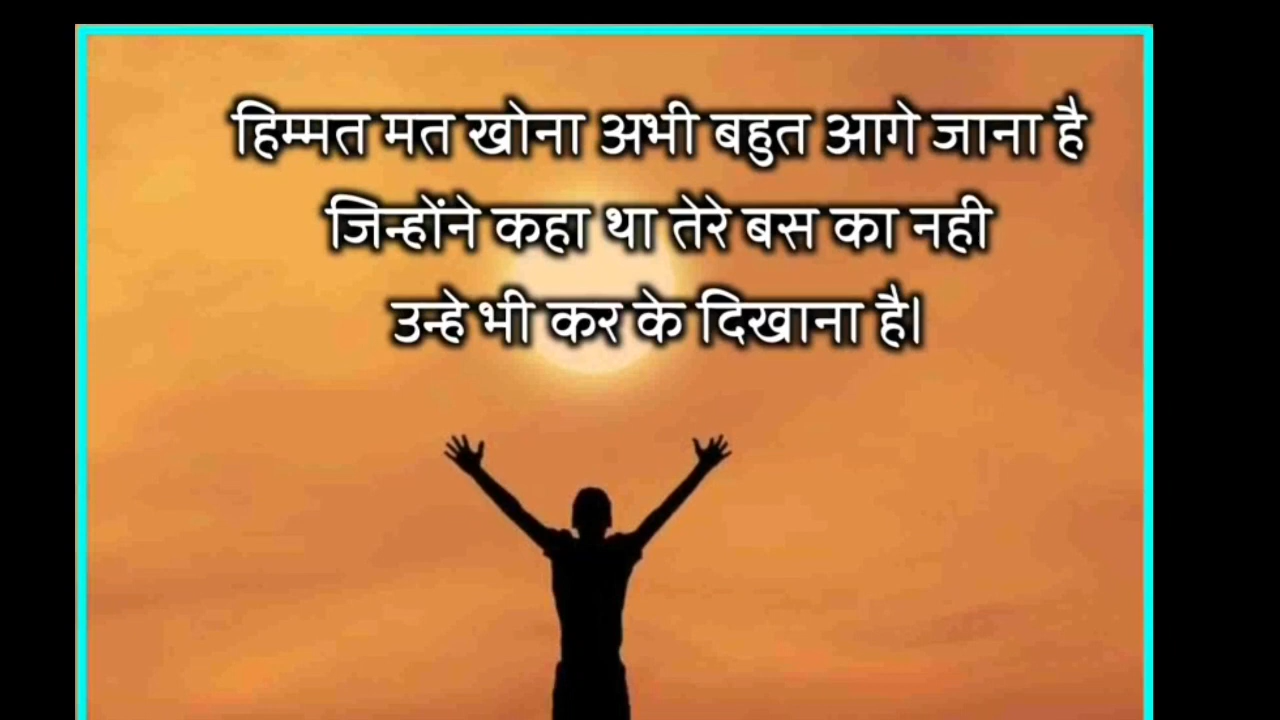 हिम्मत मत खोना अभी बहुत आगे जाना है
जिन्होंने कहा था तेरे बस का नही
उन्हे भी कर के दिखाना है।